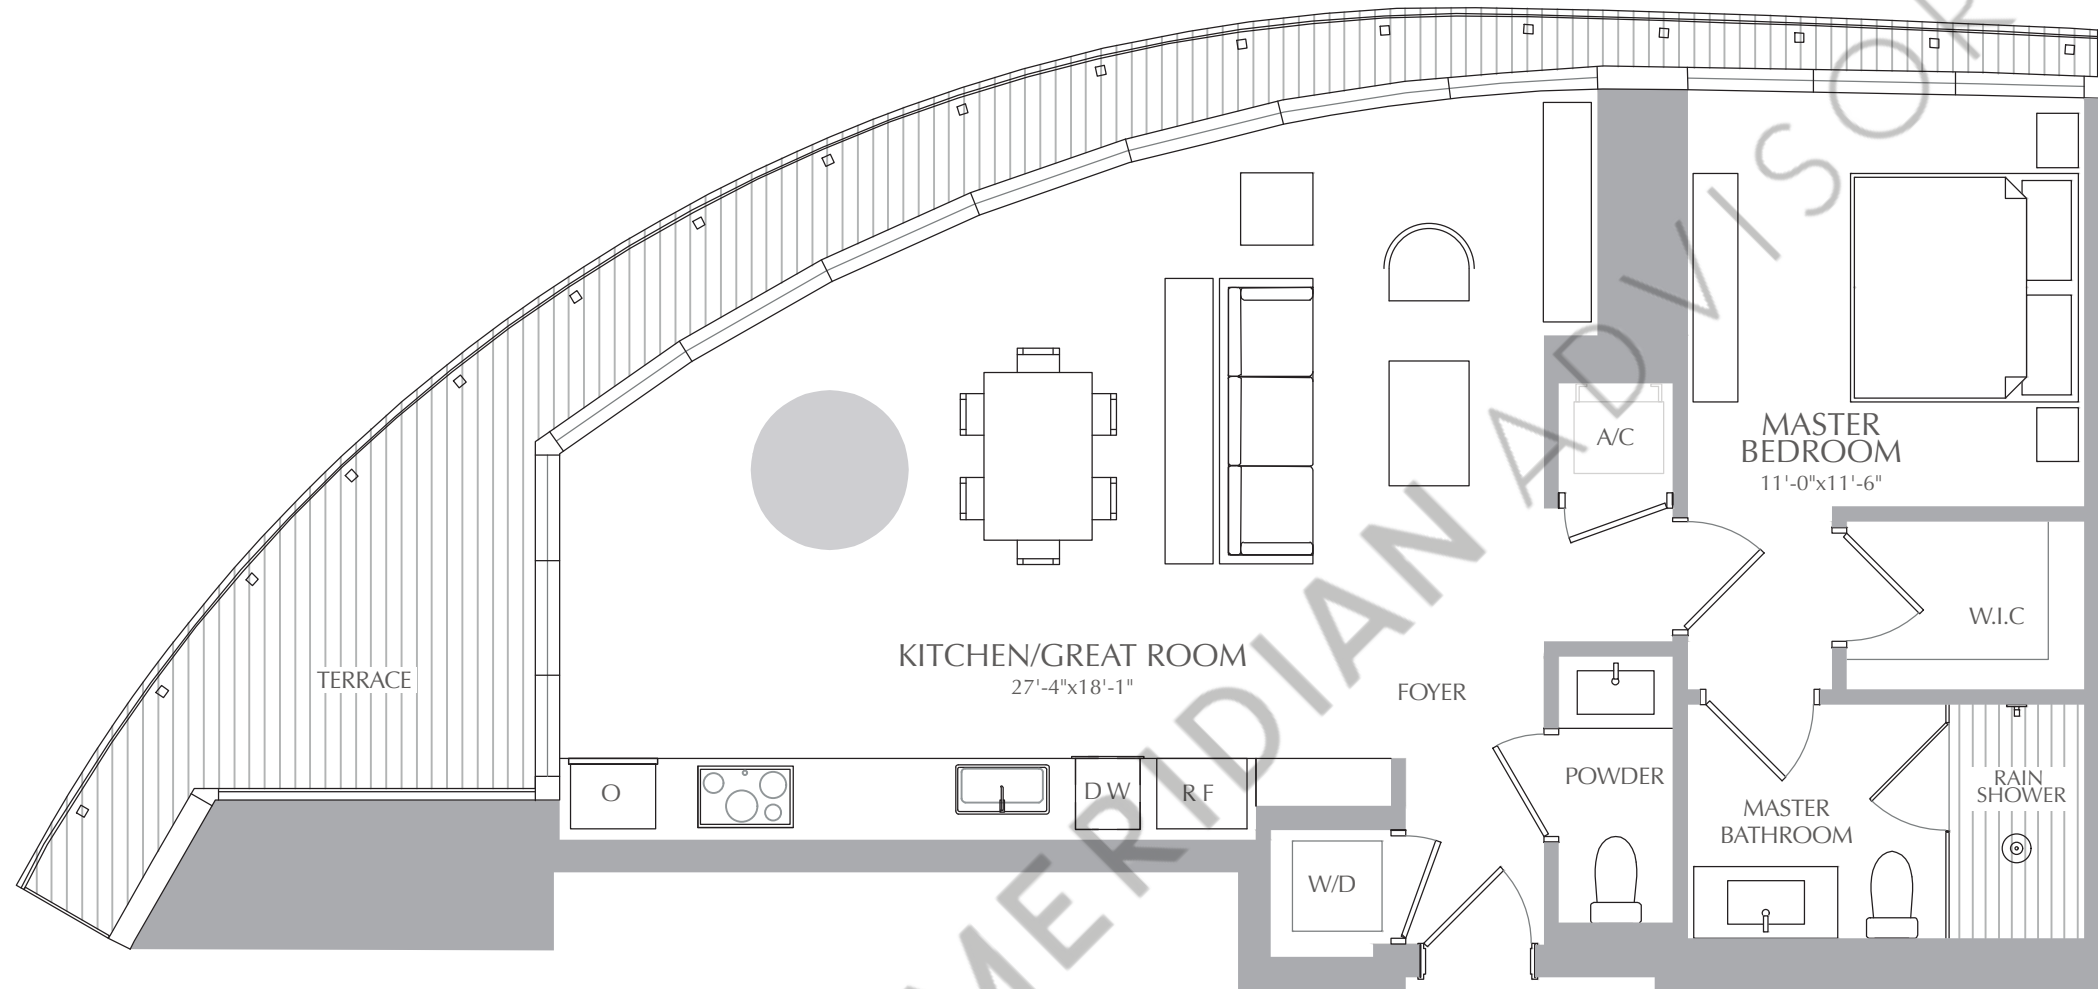 A/C
MASTER
BEDROOM
11'-0"x11'-6"
W.I.C
KITCHEN/GREAT ROOM
27'-4"x18'-1"
TERRACE
FOYER
O
DW
RF
POWDER
MASTER
BATHROOM
RAIN
SHOWER
W/D
MERIDIAN ADVISOR